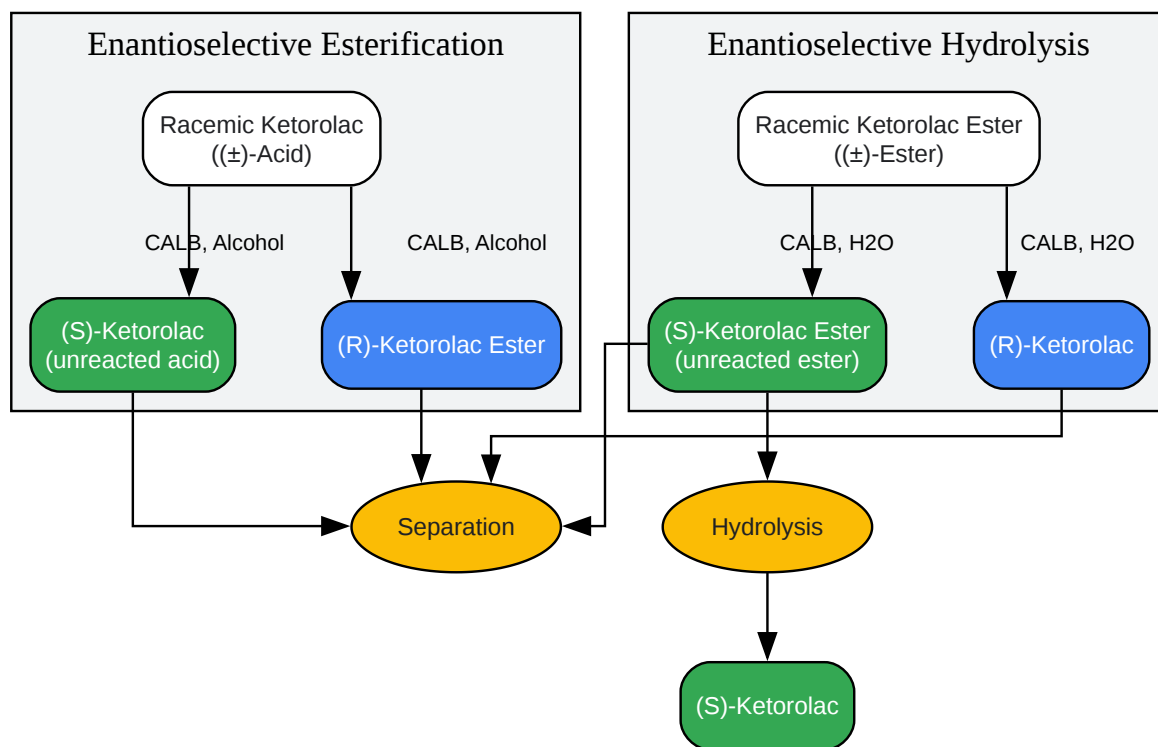 Enantioselective Esterification
Enantioselective Hydrolysis
Racemic Ketorolac
((±)-Acid)
Racemic Ketorolac Ester
((±)-Ester)
CALB, Alcohol
CALB, Alcohol
CALB, H2O
CALB, H2O
(S)-Ketorolac
(unreacted acid)
(R)-Ketorolac Ester
(S)-Ketorolac Ester
(unreacted ester)
(R)-Ketorolac
Separation
Hydrolysis
(S)-Ketorolac